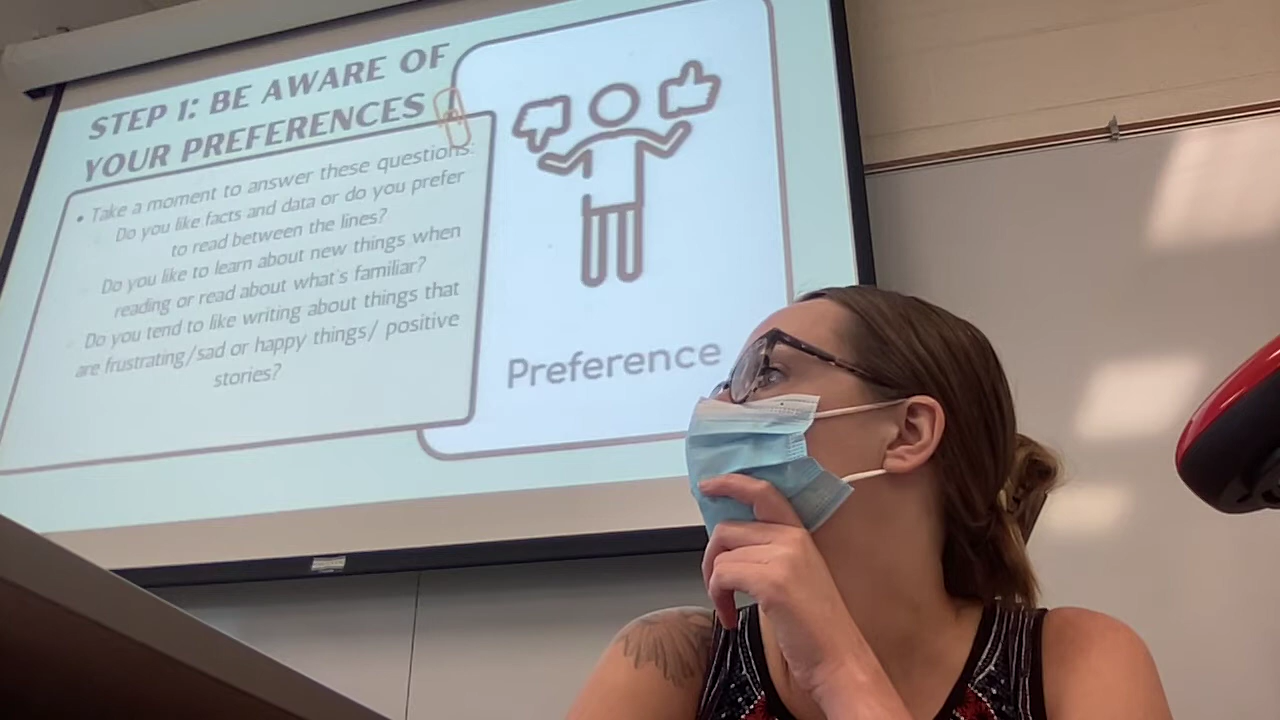 STEP 1: BE AWARE OF
YOUR PREFERENCES
• Take a moment to answer these questions:
Do you like facts and data or do you prefer
to read between the lines?
Do you like to learn about new things when
reading or read about what's familiar?
Do you tend to like writing about things that
are frustrating/sad or happy things/ positive
stories?
Preference